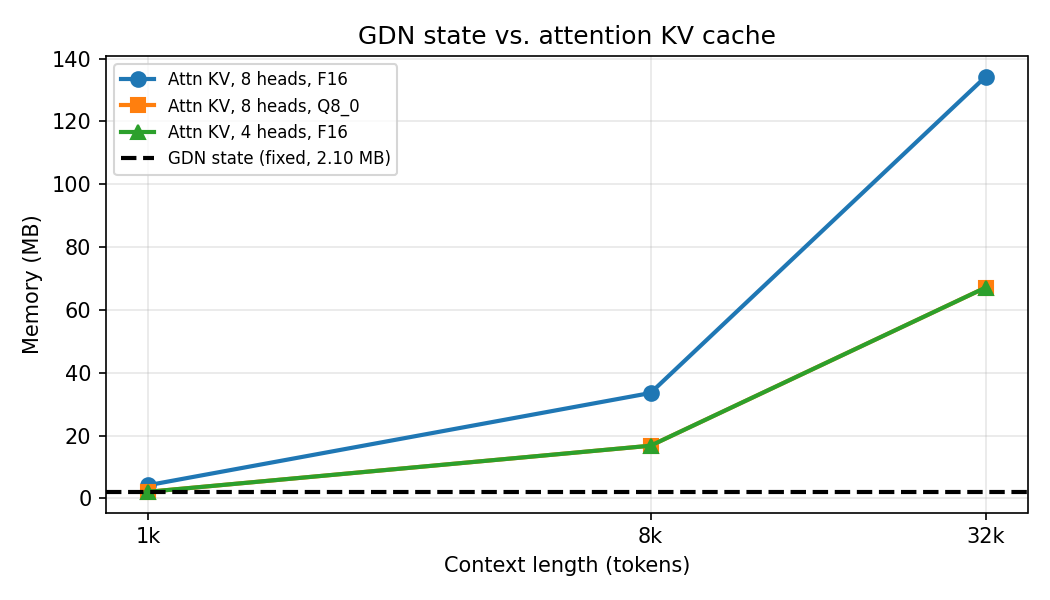 GDN state vs. attention KV cache
Attn KV, 8 heads, F16
Attn KV, 8 heads, Q8_0
Attn KV, 4 heads, F16
GDN state (fixed, 2.10 MB)
Memory (MB)
140
120
100
80
60
40
20
0
1k 8k 32k
Context length (tokens)